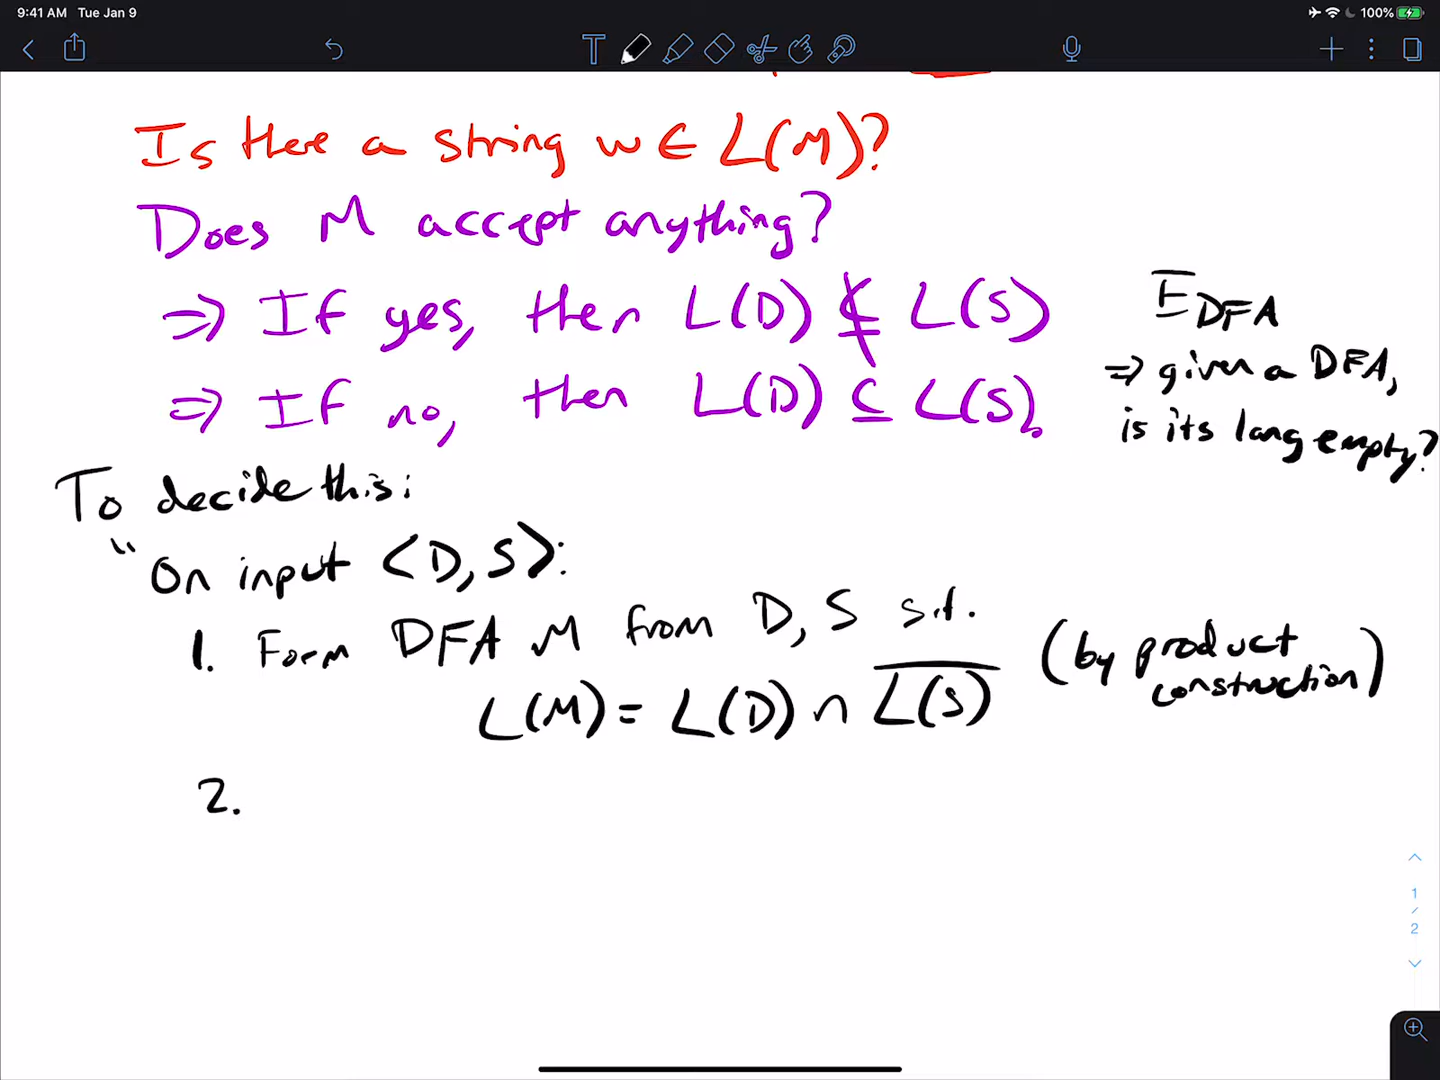 9:41 AM Tue Jan 9
100%
T
Is there a string w ∈ L(M)?
Does M accept anything?
⇒ If yes, then L(D) ⊈ L(S)
⇒ If no, then L(D) ⊆ L(S).
E_DFA
⇒ given a DFA,
is its lang empty?
To decide this:
"On input <D, S>:
1. Form DFA M from D, S s.t.
L(M) = L(D) ∩ \overline{L(S)}
(by product
construction)
2.
1
/
2